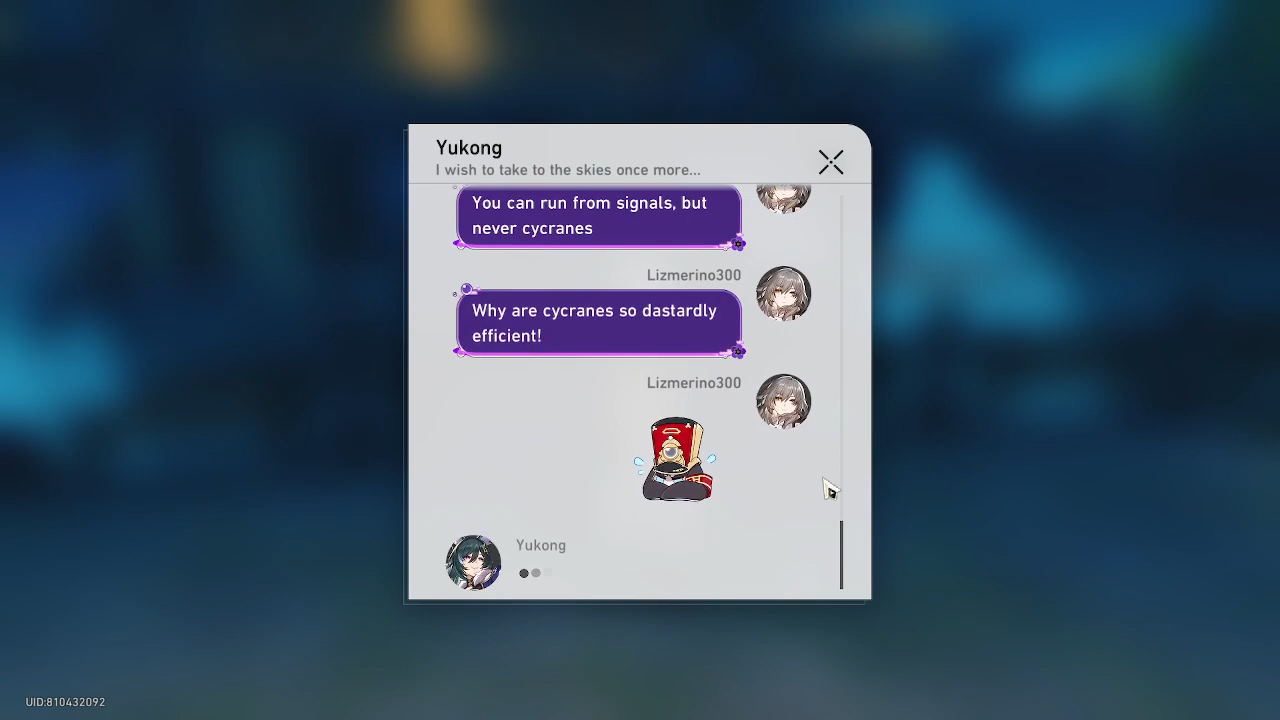 Yukong
I wish to take to the skies once more...
You can run from signals, but
never cycranes
Lizmerino300
Why are cycranes so dastardly
efficient!
Lizmerino300
Yukong
UID:810432092